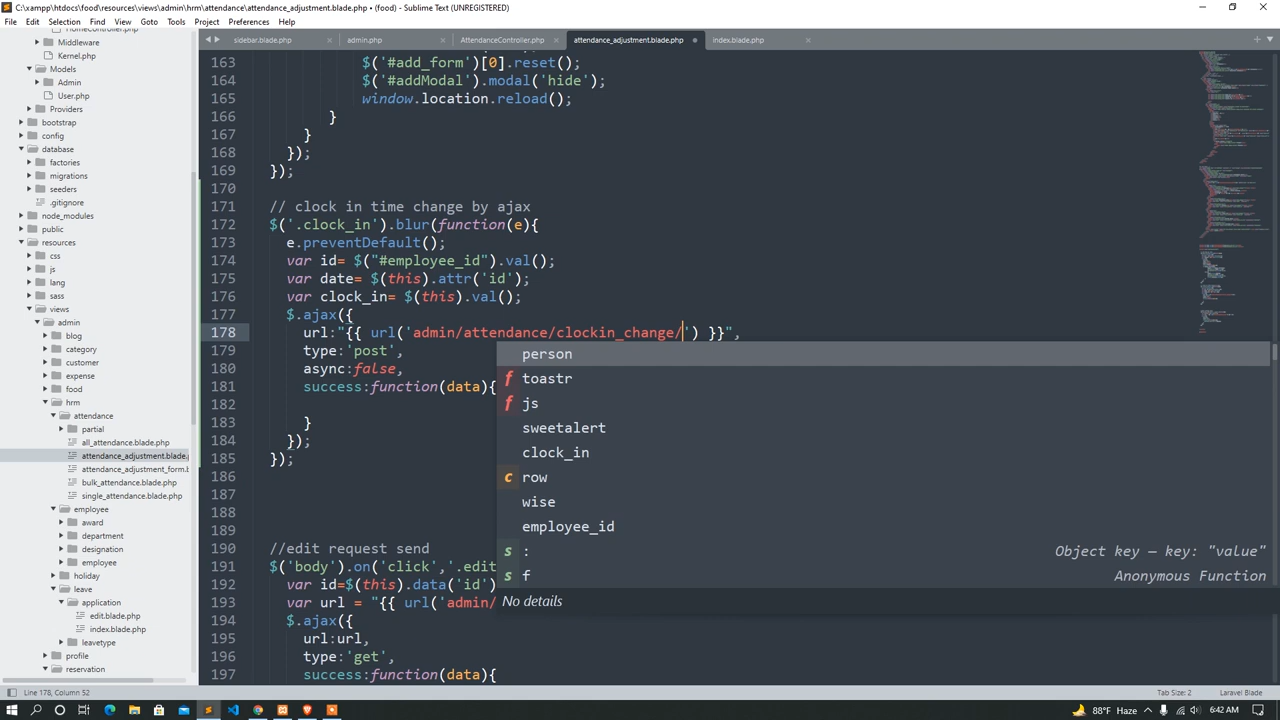 C:\xampp\htdocs\food\resources\views\admin\hrm\attendance\attendance_adjustment.blade.php • (food) - Sublime Text (UNREGISTERED)
File Edit Selection Find View Goto Tools Project Preferences Help
HomeController.php
Middleware
Kernel.php
Models
Admin
User.php
Providers
bootstrap
config
database
factories
migrations
seeders
.gitignore
node_modules
public
resources
css
js
lang
sass
views
admin
blog
category
customer
expense
food
hrm
attendance
partial
all_attendance.blade.php
attendance_adjustment.blade.p
attendance_adjustment_form.b
bulk_attendance.blade.php
single_attendance.blade.php
employee
award
department
designation
employee
holiday
leave
application
edit.blade.php
index.blade.php
leavetype
profile
reservation
sidebar.blade.php × admin.php × AttendanceController.php × attendance_adjustment.blade.php • index.blade.php ×
163 $('#add_form')[0].reset();
164 $('#addModal').modal('hide');
165 window.location.reload();
166 }
167 }
168 });
169 });
170
171 // clock in time change by ajax
172 $('.clock_in').blur(function(e){
173 e.preventDefault();
174 var id= $("#employee_id").val();
175 var date= $(this).attr('id');
176 var clock_in= $(this).val();
177 $.ajax({
178 url:"{{ url('admin/attendance/clockin_change/') }}",
179 type:'post',
180 async:false,
181 success:function(data){
182
183 }
184 });
185 });
186
187
188
189
190 //edit request send
191 $('body').on('click','.edit
192 var id=$(this).data('id')
193 var url = "{{ url('admin/
194 $.ajax({
195 url:url,
196 type:'get',
197 success:function(data){
person
f toastr
f js
sweetalert
clock_in
c row
wise
employee_id
s : Object key — key: "value"
s f Anonymous Function
No details
Line 178, Column 52
Tab Size: 2 Laravel Blade
88°F Haze 6:42 AM